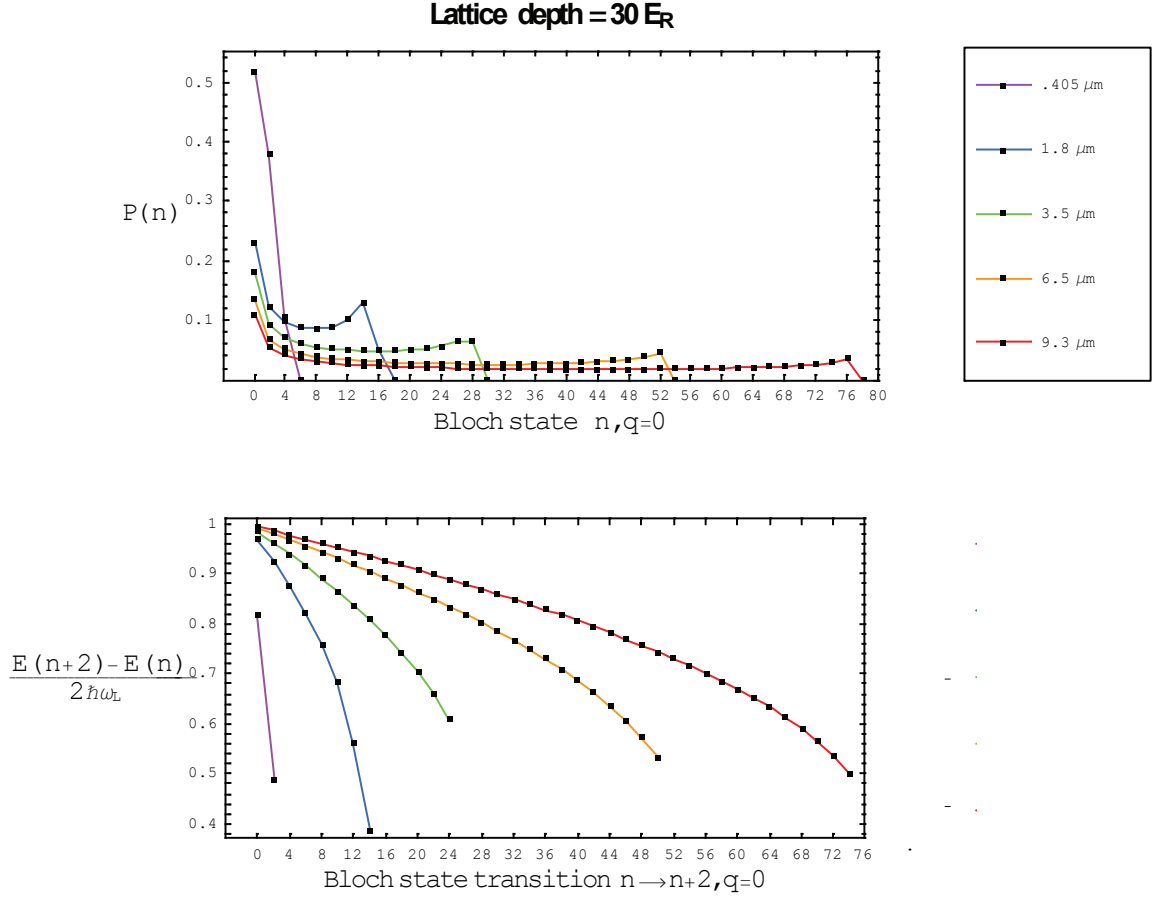 Lattice depth = 30 E_R
0.5
0.4
0.3
0.2
0.1
P(n)
0 4 8 12 16 20 24 28 32 36 40 44 48 52 56 60 64 68 72 76 80
Bloch state n,q=0
.405 μm
1.8 μm
3.5 μm
6.5 μm
9.3 μm
1
0.9
0.8
0.7
0.6
0.5
0.4
E(n+2)-E(n)
2ħω_L
0 4 8 12 16 20 24 28 32 36 40 44 48 52 56 60 64 68 72 76
Bloch state transition n→n+2,q=0